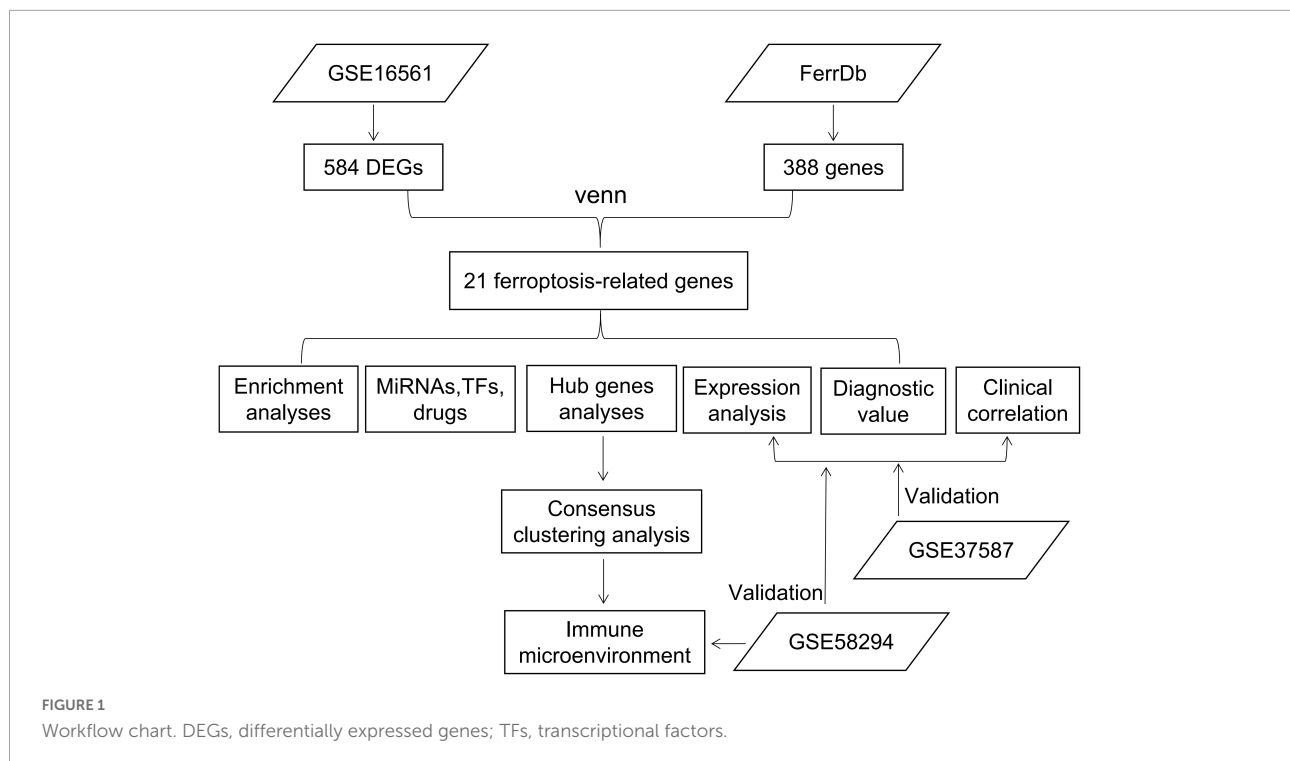 GSE16561
FerrDb
584 DEGs
388 genes
venn
21 ferroptosis-related genes
Enrichment
analyses
MiRNAs,TFs,
drugs
Hub genes
analyses
Expression
analysis
Diagnostic
value
Clinical
correlation
Consensus
clustering analysis
Validation
GSE37587
Validation
Immune
microenvironment
GSE58294
FIGURE 1
Workflow chart. DEGs, differentially expressed genes; TFs, transcriptional factors.